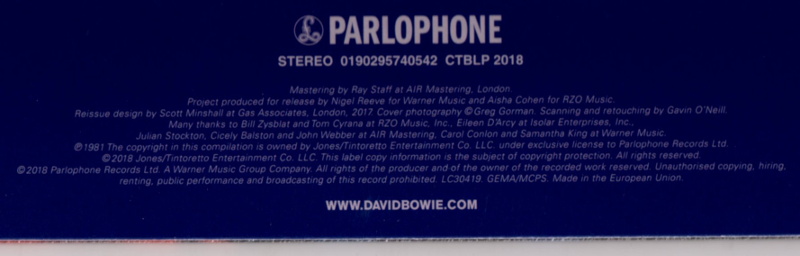 £ PARLOPHONE
STEREO 0190295740542 CTBLP 2018
Mastering by Ray Staff at AIR Mastering, London.
Project produced for release by Nigel Reeve for Warner Music and Aisha Cohen for RZO Music.
Reissue design by Scott Minshall at Gas Associates, London, 2017. Cover photography ©Greg Gorman. Scanning and retouching by Gavin O'Neill.
Many thanks to Bill Zysblat and Tom Cyrana at RZO Music, Inc., Eileen D'Arcy at Isolar Enterprises, Inc.,
Julian Stockton, Cicely Balston and John Webber at AIR Mastering, Carol Conlon and Samantha King at Warner Music.
℗1981 The copyright in this compilation is owned by Jones/Tintoretto Entertainment Co. LLC. under exclusive license to Parlophone Records Ltd.
©2018 Jones/Tintoretto Entertainment Co. LLC. This label copy information is the subject of copyright protection. All rights reserved.
©2018 Parlophone Records Ltd. A Warner Music Group Company. All rights of the producer and of the owner of the recorded work reserved. Unauthorised copying, hiring,
renting, public performance and broadcasting of this record prohibited. LC30419. GEMA/MCPS. Made in the European Union.
WWW.DAVIDBOWIE.COM